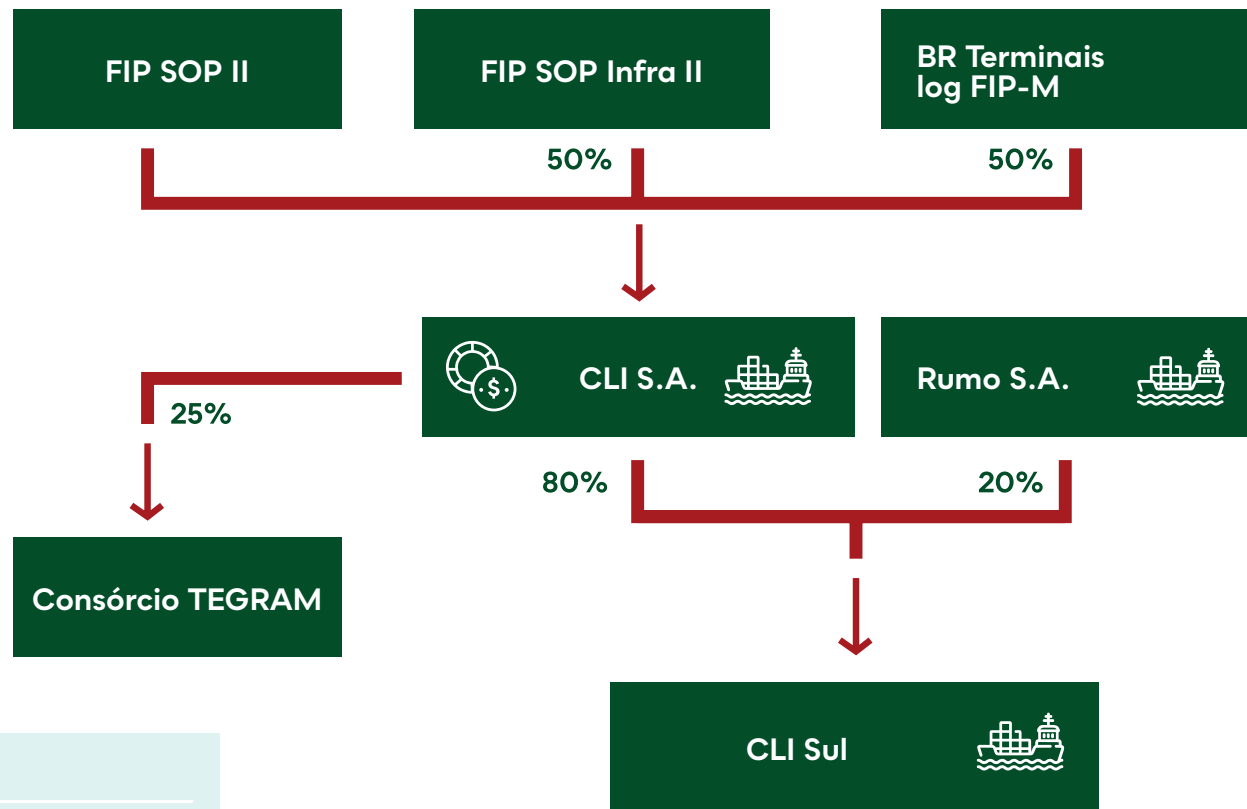 FIP SOP II
FIP SOP Infra II
BR Terminais
log FIP-M
50%
50%
CLI S.A.
$
Rumo S.A.
25%
80%
20%
Consórcio TEGRAM
CLI Sul